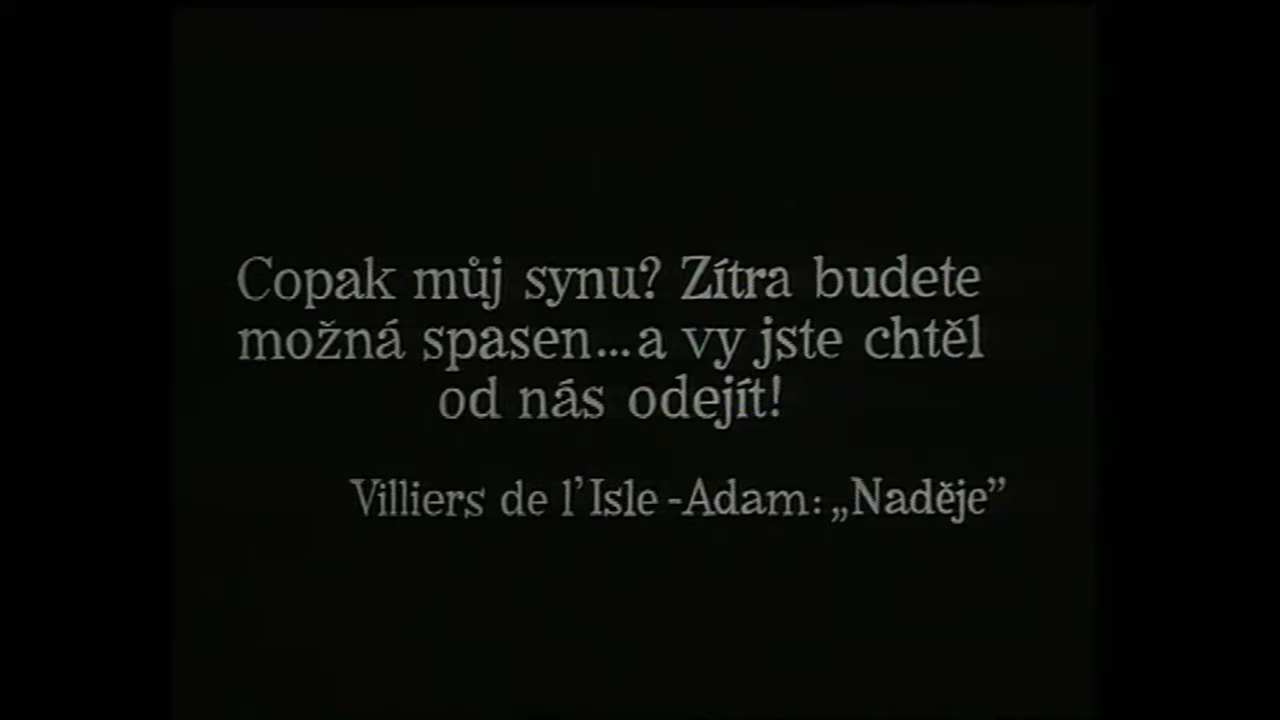 Copak můj synu? Zítra budete
možná spasen...a vy jste chtěl
od nás odejít!
Villiers de l'Isle-Adam: „Naděje”